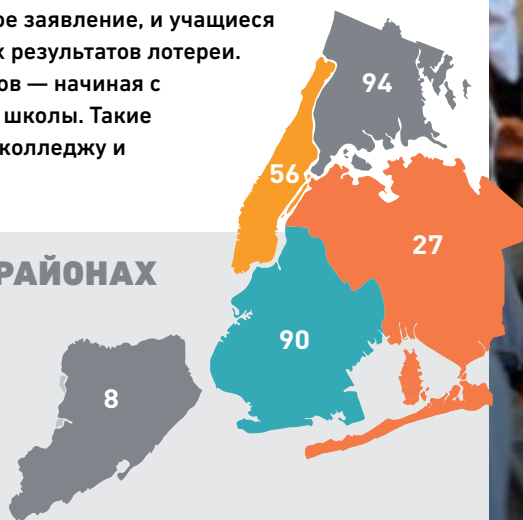 ое заявление, и учащиеся
х результатов лотереи.
ов — начиная с
школы. Такие
колледжу и
РАЙОНАХ
94
56
27
90
8